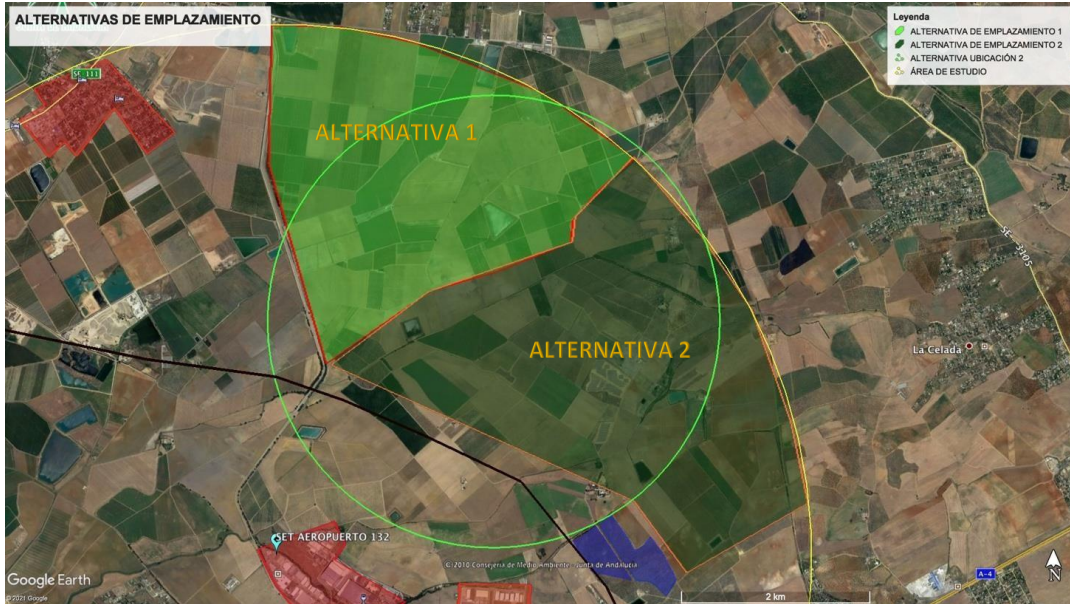 ALTERNATIVAS DE EMPLAZAMIENTO
Leyenda
ALTERNATIVA DE EMPLAZAMIENTO 1
ALTERNATIVA DE EMPLAZAMIENTO 2
ALTERNATIVA UBICACIÓN 2
ÁREA DE ESTUDIO
SE 111
ALTERNATIVA 1
SE - 3105
ALTERNATIVA 2
La Celada
SET AEROPUERTO 132
© 2010 Consejería de Medio Ambiente. Junta de Andalucía
Google Earth
© 2021 Google
A-4
2 km
N